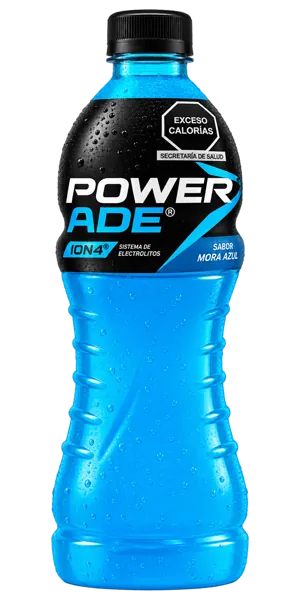 EXCESO
CALORÍAS
SECRETARÍA DE SALUD
POWER
ADE®
ION4®
SISTEMA DE
ELECTROLITOS
SABOR
MORA AZUL